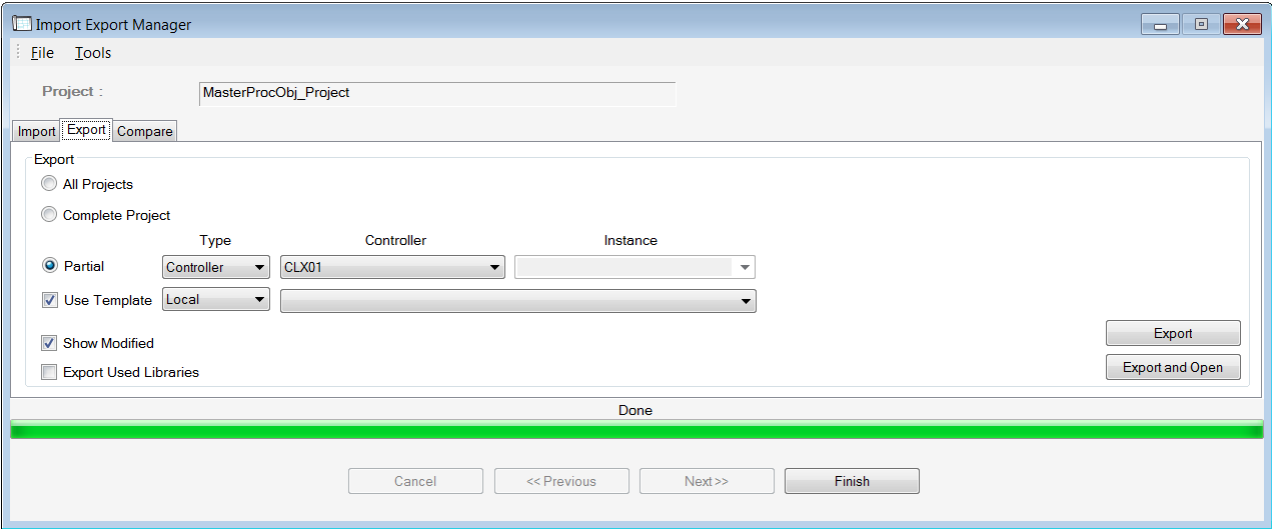 Import Export Manager
File Tools
Project :
MasterProcObj_Project
Import Export Compare
Export
All Projects
Complete Project
Type Controller Instance
Partial Controller CLX01
Use Template Local
Show Modified
Export
Export Used Libraries
Export and Open
Done
Cancel << Previous Next>> Finish